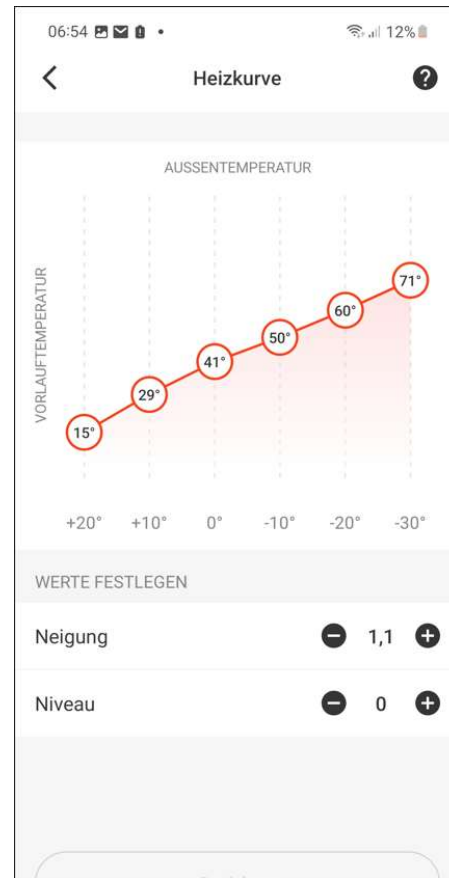 06:54
12%
Heizkurve
?
AUSSENTEMPERATUR
VORLAUFTEMPERATUR
71°
60°
50°
41°
29°
15°
+20° +10° 0° -10° -20° -30°
WERTE FESTLEGEN
Neigung 1,1
Niveau 0